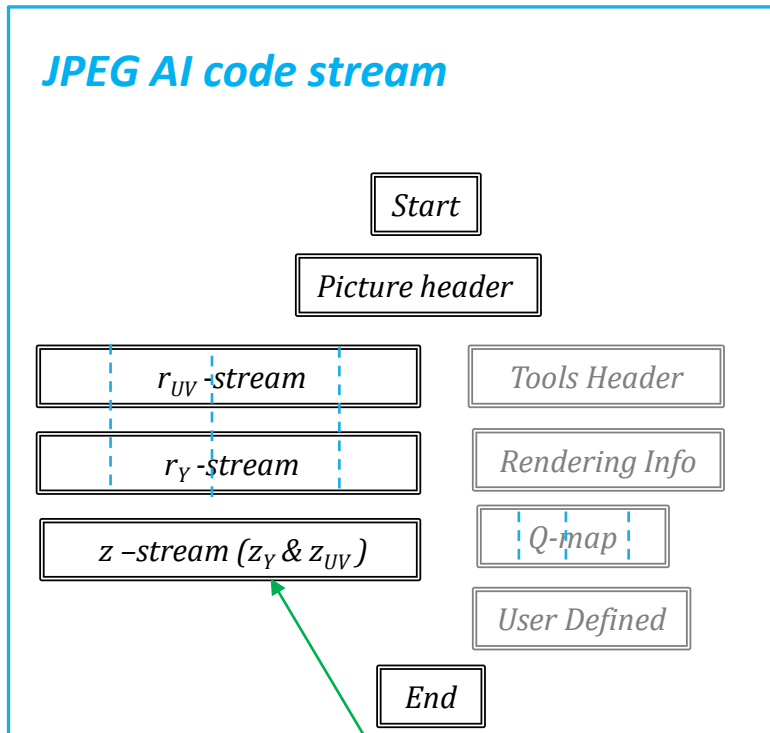 JPEG AI code stream
Start
Picture header
r_UV -stream
Tools Header
r_Y -stream
Rendering Info
z –stream (z_Y & z_UV )
Q-map
User Defined
End